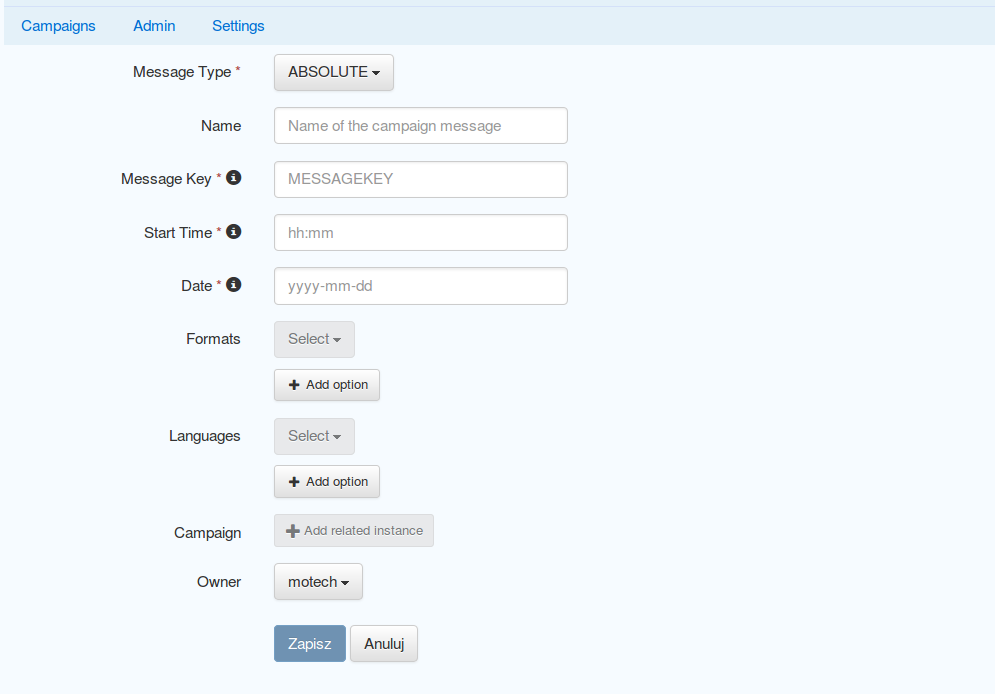 Campaigns Admin Settings
Message Type * ABSOLUTE
Name Name of the campaign message
Message Key * MESSAGEKEY
Start Time * hh:mm
Date * yyyy-mm-dd
Formats Select
Add option
Languages Select
Add option
Campaign Add related instance
Owner motech
Zapisz Anuluj